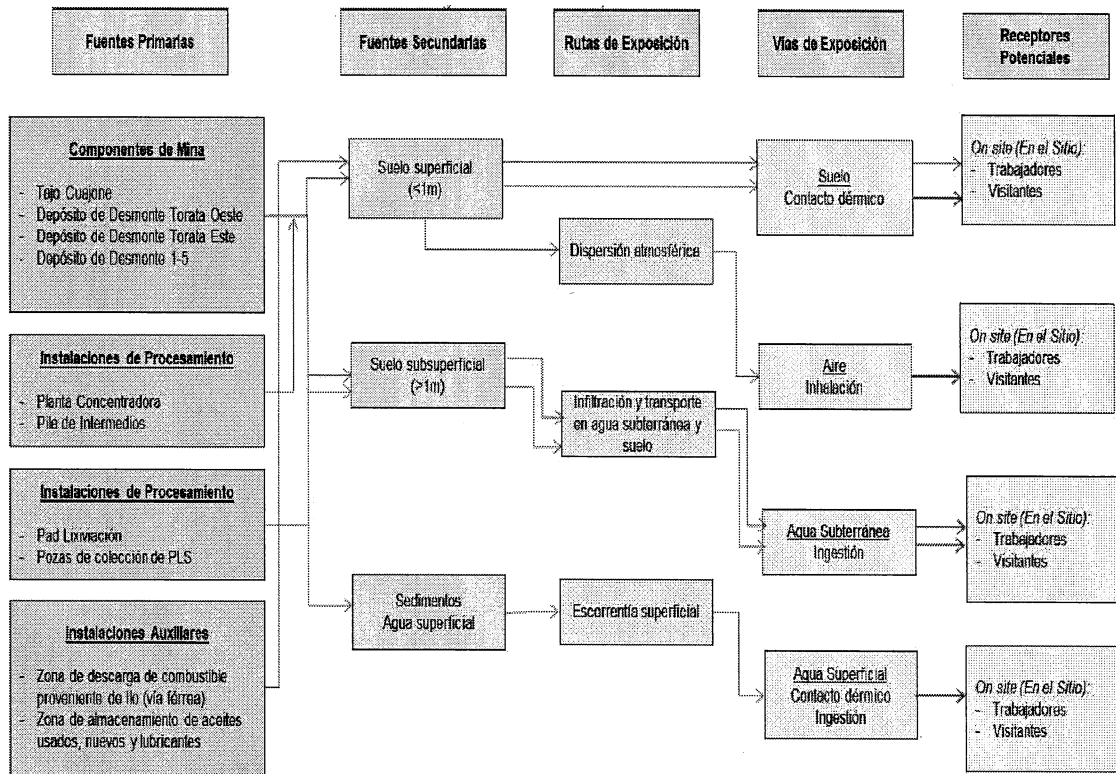 Fuentes Primarias
Fuentes Secundarias
Rutas de Exposición
Vías de Exposición
Receptores
Potenciales
Componentes de Mina
- Tajo Cuajone
- Depósito de Desmonte Torata Oeste
- Depósito de Desmonte Torata Este
Depósito de Desmonte 1-5
Instalaciones de Procesamiento
- Planta Concentradora
- Pila de Intermedios
Instalaciones de Procesamiento
- Pad Lixiviación
- Pozas de colección de PLS
Instalaciones Auxiliares
- Zona de descarga de combustible
proveniente de Ilo (vía férrea)
- Zona de almacenamiento de aceites
usados, nuevos y lubricantes
Suelo superficial
(≤1m)
Suelo subsuperficial
(>1m)
Sedimentos
Agua superficial
Dispersión atmosférica
Infiltración y transporte
en agua subterránea y
suelo
Escorrentía superficial
Suelo
Contacto dérmico
Aire
Inhalación
Agua Subterránea
Ingestión
Agua Superficial
Contacto dérmico
Ingestión
On site (En el Sitio):
- Trabajadores
- Visitantes
On site (En el Sitio):
- Trabajadores
- Visitantes
On site (En el Sitio):
- Trabajadores
- Visitantes
On site (En el Sitio):
- Trabajadores
- Visitantes